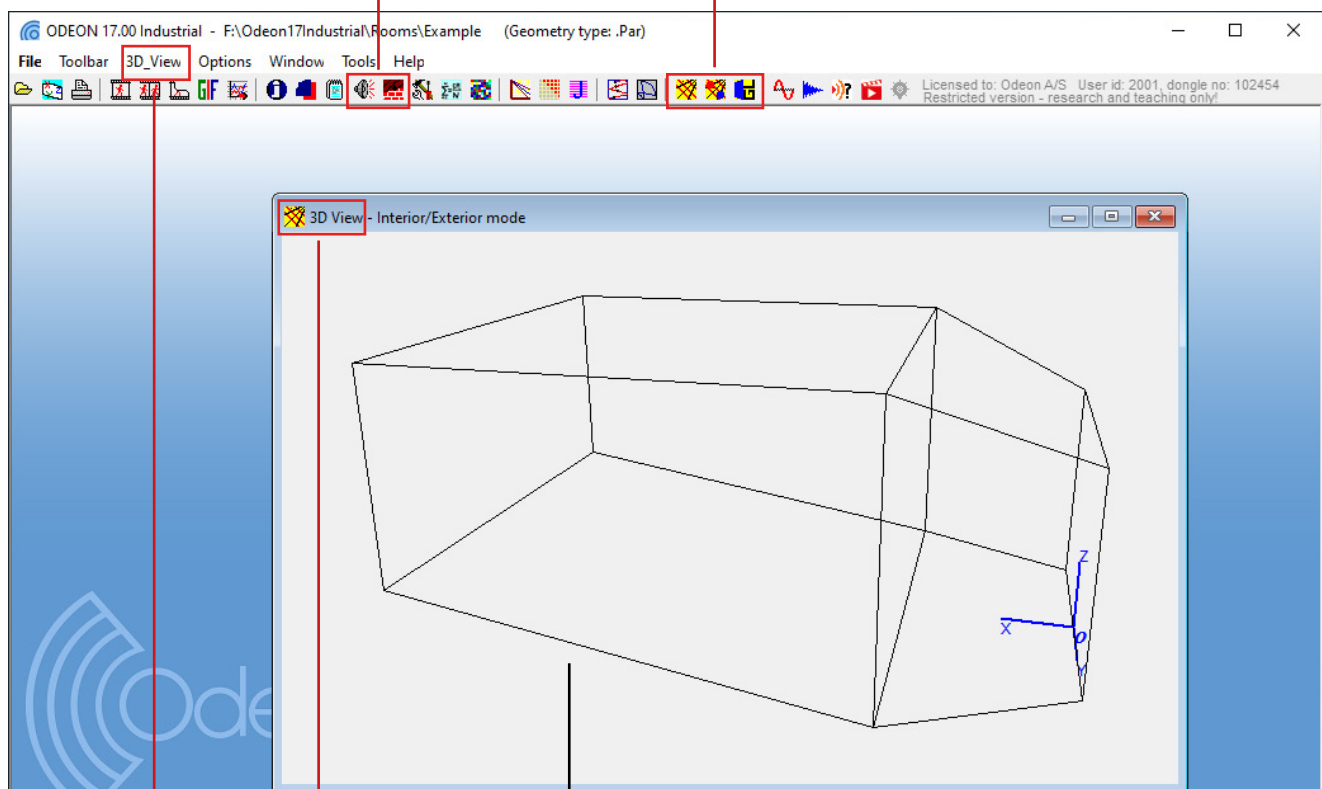 ODEON 17.00 Industrial - F:\Odeon17Industrial\Rooms\Example (Geometry type: .Par)
File Toolbar 3D_View Options Window Tools Help
GIF
Licensed to: Odeon A/S User id: 2001, dongle no: 102454
Restricted version - research and teaching only!
3D View - Interior/Exterior mode
Z
X
O
Y
Ode